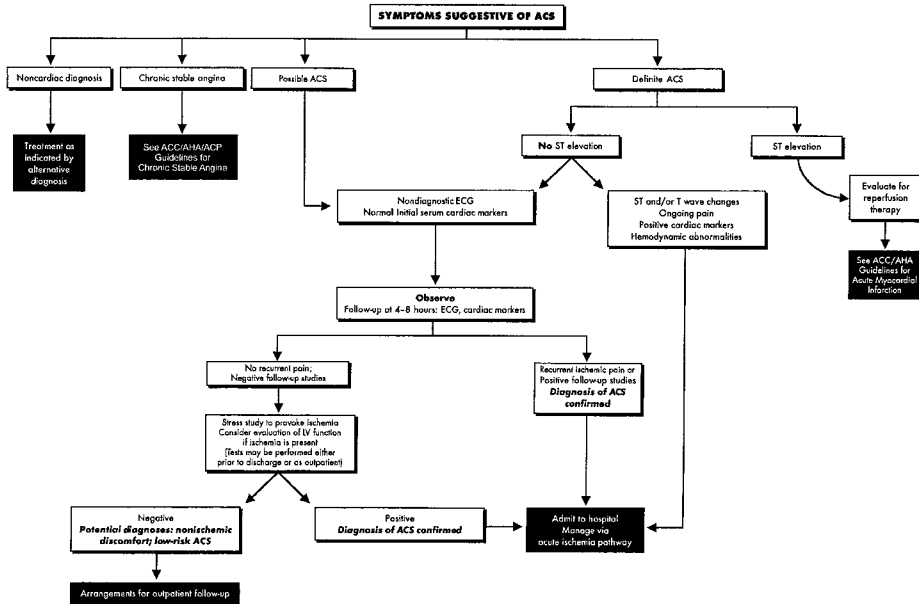 SYMPTOMS SUGGESTIVE OF ACS
Noncardiac diagnosis
Chronic stable angina
Possible ACS
Definite ACS
Treatment as
indicated by
alternative
diagnosis
See ACC/AHA/ACP
Guidelines for
Chronic Stable Angina
No ST elevation
ST elevation
Nondiagnostic ECG
Normal Initial serum cardiac markers
ST and/or T wave changes
Ongoing pain
Positive cardiac markers
Hemodynamic abnormalities
Evaluate for
reperfusion
therapy
See ACC/AHA
Guidelines for
Acute Myocardial
Infarction
Observe
Follow-up at 4–8 hours: ECG, cardiac markers
No recurrent pain;
Negative follow-up studies
Recurrent ischemic pain or
Positive follow-up studies
Diagnosis of ACS
confirmed
Stress study to provoke ischemia
Consider evaluation of LV function
if ischemia is present
(Tests may be performed either
prior to discharge or as outpatient)
Negative
Potential diagnoses: nonischemic
discomfort; low-risk ACS
Positive
Diagnosis of ACS confirmed
Admit to hospital
Manage via
acute ischemia pathway
Arrangements for outpatient follow-up